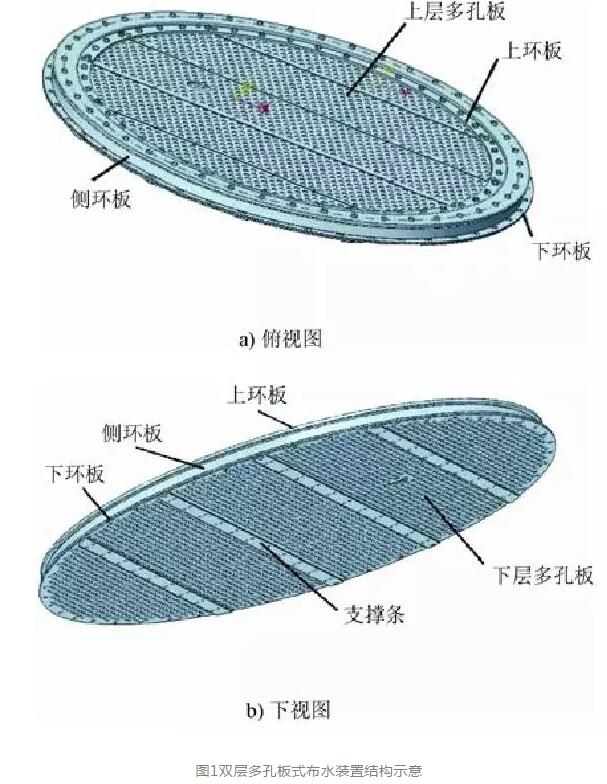 上层多孔板
上环板
侧环板
下环板
a) 俯视图
上环板
侧环板
下环板
下层多孔板
支撑条
b) 下视图
图1双层多孔板式布水装置结构示意